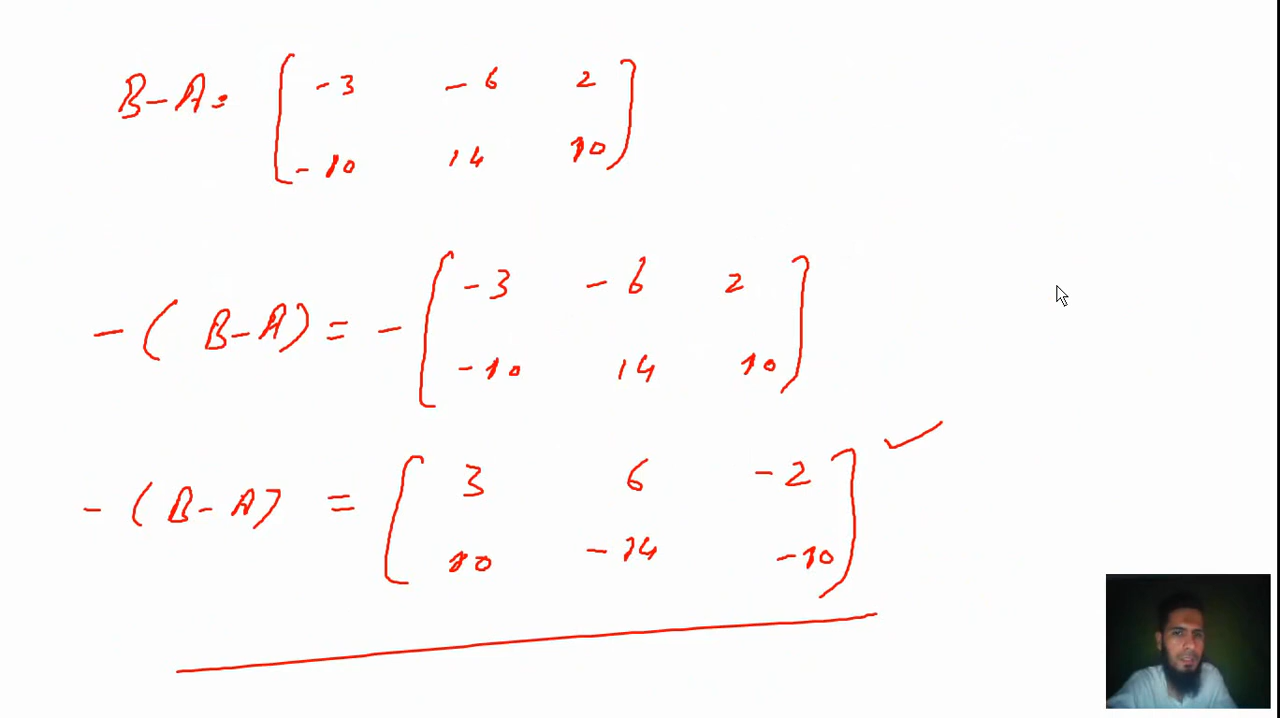 B-A= [ -3 -6 2
-10 14 10 ]
-( B-A) = - [ -3 -6 2
-10 14 10 ]
-( B-A) = [ 3 6 -2 ✓
10 -14 -10 ]